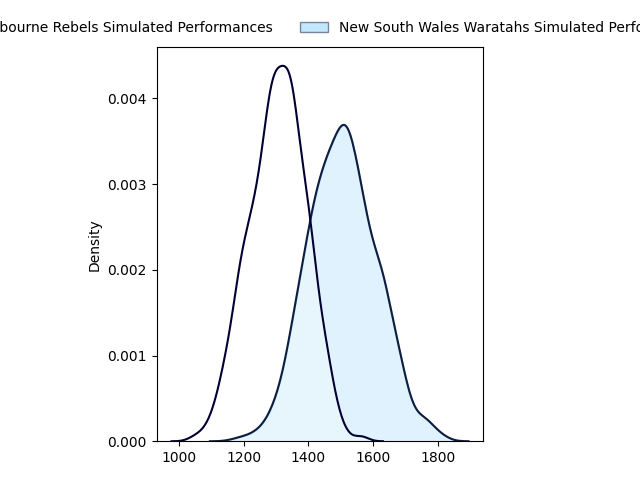 bourne Rebels Simulated Performances New South Wales Waratahs Simulated Perfo
0.004
0.003
0.002
0.001
0.000
Density
1000 1200 1400 1600 1800